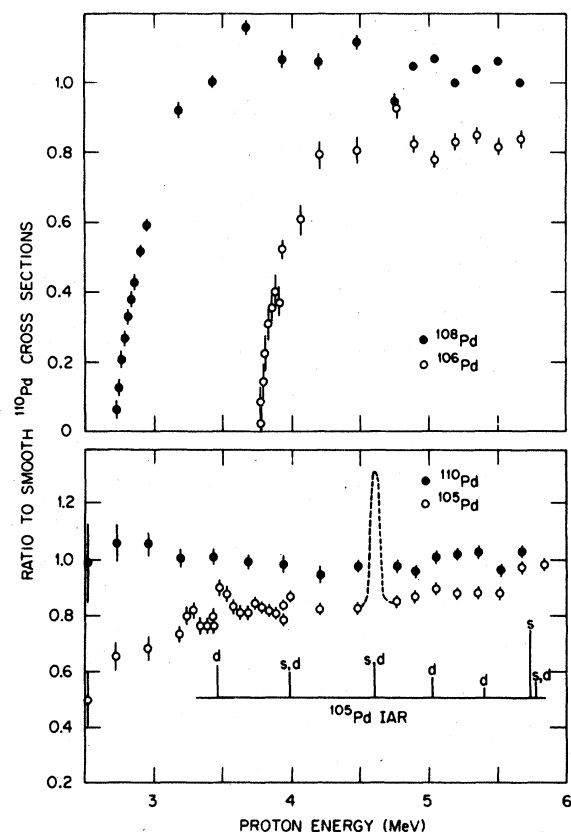 RATIO TO SMOOTH ¹¹⁰Pd CROSS SECTIONS
1.0
0.8
0.6
0.4
0.2
0
¹⁰⁸Pd
¹⁰⁶Pd
1.2
1.0
0.8
0.6
0.4
0.2
¹¹⁰Pd
¹⁰⁵Pd
d
s,d
s,d
d
d
s
s,d
¹⁰⁵Pd IAR
3
4
5
6
PROTON ENERGY (MeV)